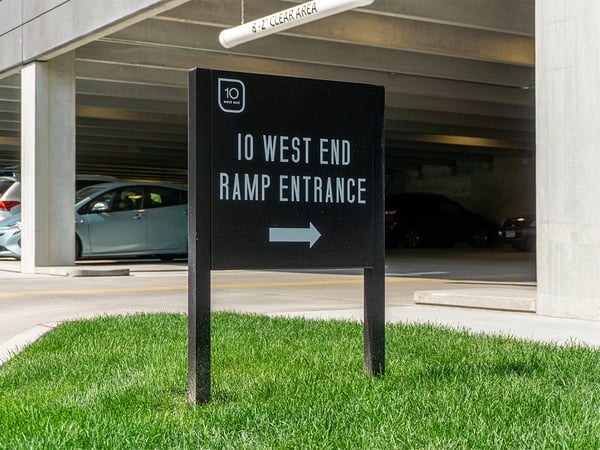 8'-2" CLEAR AREA
10
west end
10 WEST END
RAMP ENTRANCE